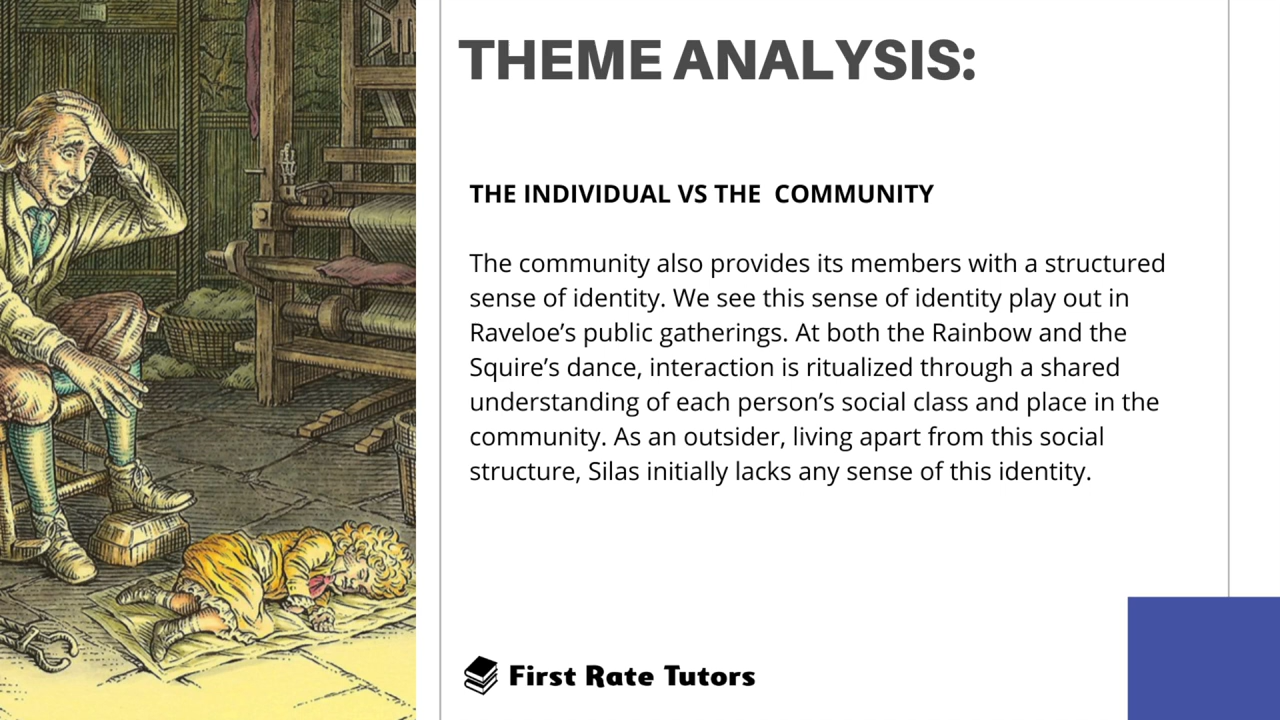 THEME ANALYSIS:
THE INDIVIDUAL VS THE  COMMUNITY
The community also provides its members with a structured
sense of identity. We see this sense of identity play out in
Raveloe’s public gatherings. At both the Rainbow and the
Squire’s dance, interaction is ritualized through a shared
understanding of each person’s social class and place in the
community. As an outsider, living apart from this social
structure, Silas initially lacks any sense of this identity.
First Rate Tutors